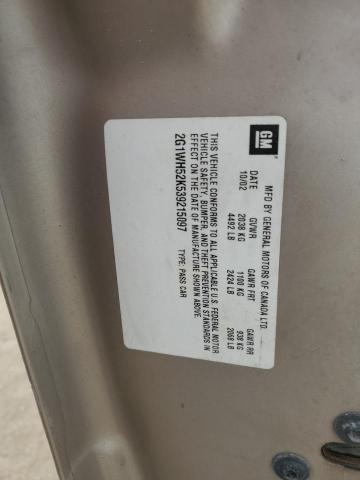 GM
MFD BY GENERAL MOTORS OF CANADA LTD.
DATE GVWR GAWR FRT GAWR RR
10/02 2038 KG 1100 KG 938 KG
4492 LB 2424 LB 2068 LB
THIS VEHICLE CONFORMS TO ALL APPLICABLE U.S. FEDERAL MOTOR
VEHICLE SAFETY, BUMPER, AND THEFT PREVENTION STANDARDS IN
EFFECT ON THE DATE OF MANUFACTURE SHOWN ABOVE.
2G1WH52K539215097 TYPE: PASS CAR